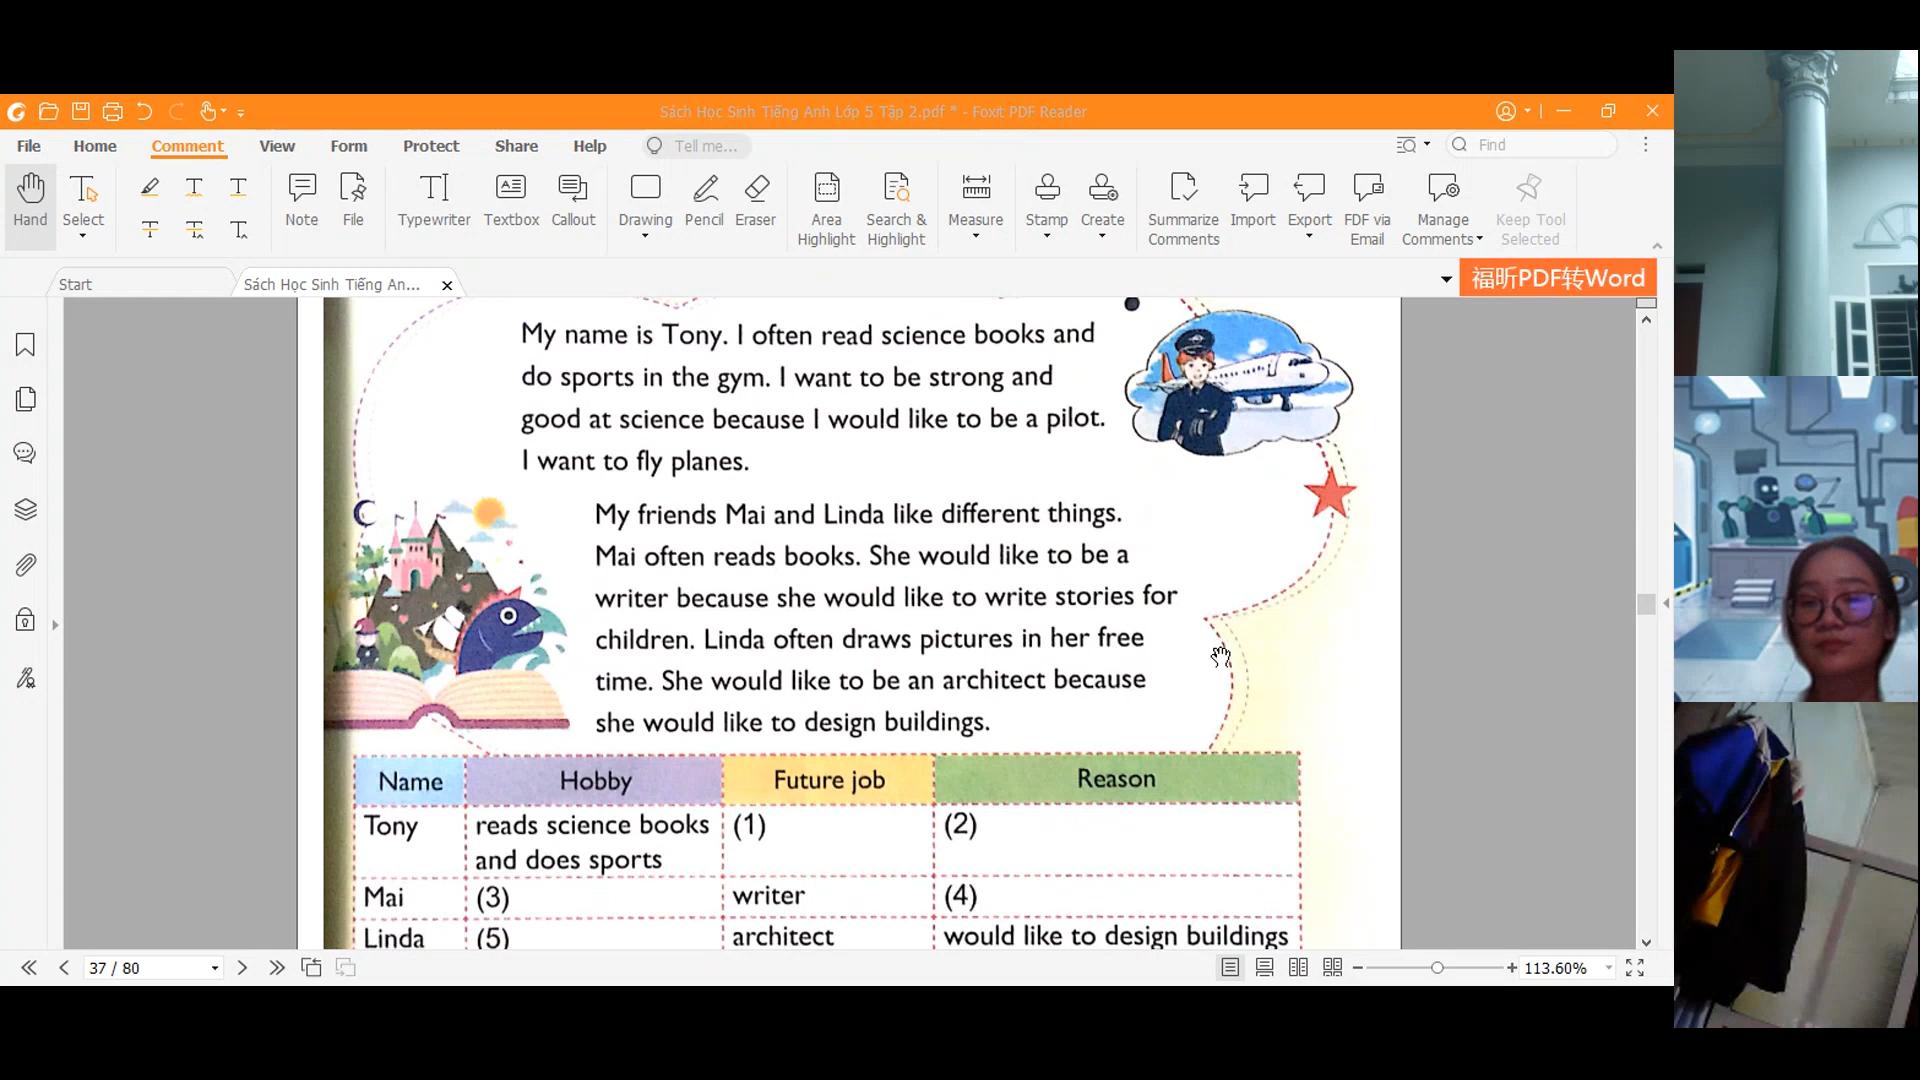 Sách Học Sinh Tiếng Anh Lớp 5 Tập 2.pdf * - Foxit PDF Reader
File Home Comment View Form Protect Share Help Tell me... Find
Hand Select Note File Typewriter Textbox Callout Drawing Pencil Eraser Area Highlight Search & Highlight Measure Stamp Create Summarize Comments Import Export FDF via Email Manage Comments Keep Tool Selected
Start Sách Học Sinh Tiếng An... 福昕PDF转Word
My name is Tony. I often read science books and
do sports in the gym. I want to be strong and
good at science because I would like to be a pilot.
I want to fly planes.
My friends Mai and Linda like different things.
Mai often reads books. She would like to be a
writer because she would like to write stories for
children. Linda often draws pictures in her free
time. She would like to be an architect because
she would like to design buildings.
Name Hobby Future job Reason
Tony reads science books (1) (2)
and does sports
Mai (3) writer (4)
Linda (5) architect would like to design buildings
37 / 80 113.60%